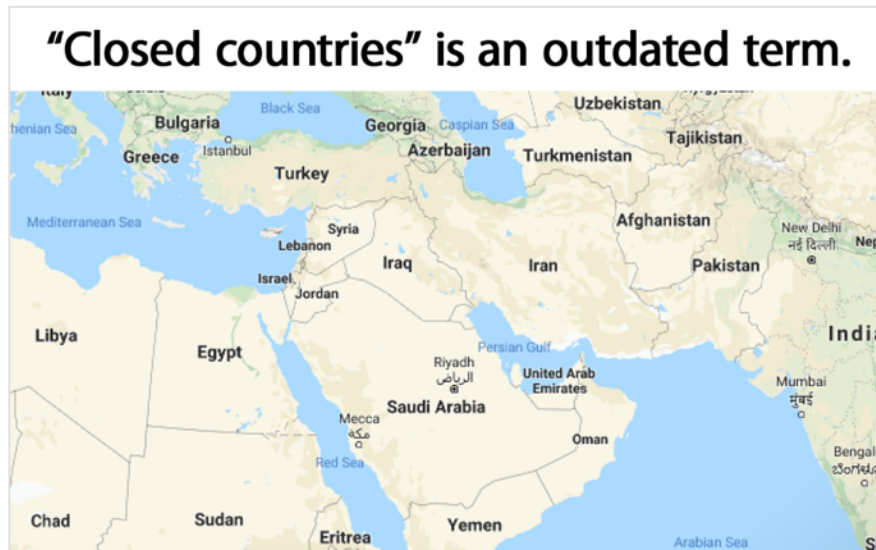 “Closed countries” is an outdated term.
Italy
Black Sea
Uzbekistan
Bulgaria
Georgia
Caspian Sea
Istanbul
Azerbaijan
Tajikistan
Greece
Turkmenistan
Turkey
Mediterranean Sea
Syria
Afghanistan
New Delhi
नई दिल्ली
Lebanon
Iraq
Iran
Pakistan
Israel
Jordan
Libya
Egypt
Persian Gulf
Riyadh
الرياض
United Arab
Emirates
Mumbai
मुंबई
Saudi Arabia
Mecca
مكة
Oman
Red Sea
Chad
Sudan
Yemen
Eritrea
Arabian Sea